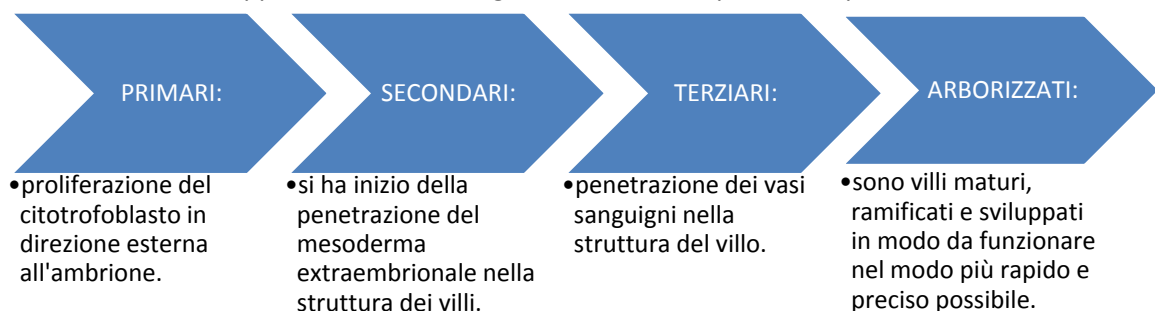 PRIMARI:
•proliferazione del
citotrofoblasto in
direzione esterna
all'ambrione.
SECONDARI:
•si ha inizio della
penetrazione del
mesoderma
extraembrionale nella
struttura dei villi.
TERZIARI:
•penetrazione dei vasi
sanguigni nella
struttura del villo.
ARBORIZZATI:
•sono villi maturi,
ramificati e sviluppati
in modo da funzionare
nel modo più rapido e
preciso possibile.